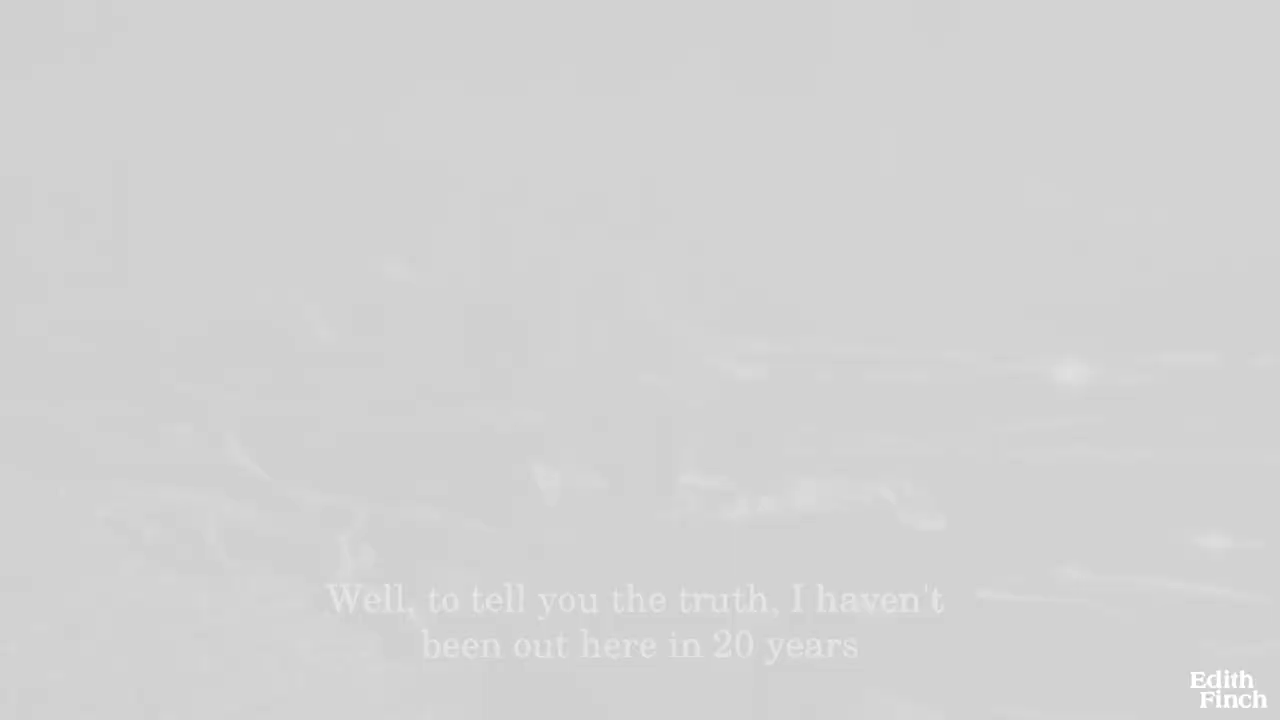 Well, to tell you the truth, I haven't
been out here in 20 years
Edith
Finch